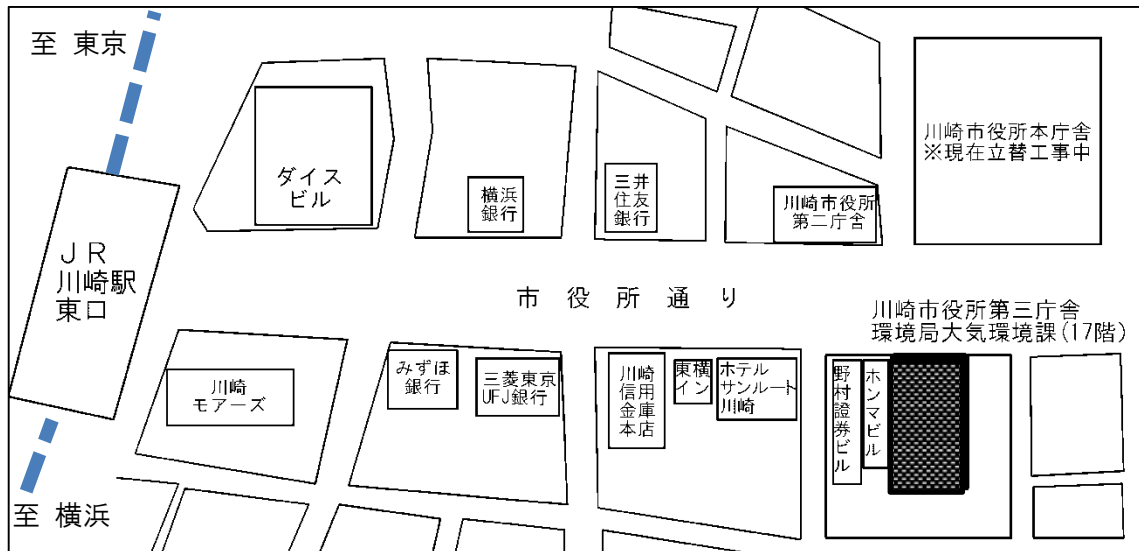 至 東京
ダイス
ビル
横浜
銀行
三井
住友
銀行
川崎市役所
第二庁舎
川崎市役所本庁舎
※現在立替工事中
ＪＲ
川崎駅
東口
市役所通り
川崎市役所第三庁舎
環境局大気環境課(17階)
川崎
モアーズ
みずほ
銀行
三菱東京
UFJ銀行
川崎
信用
金庫
本店
東横
イン
ホテル
サンルート
川崎
野村證券ビル
ホンマビル
至 横浜